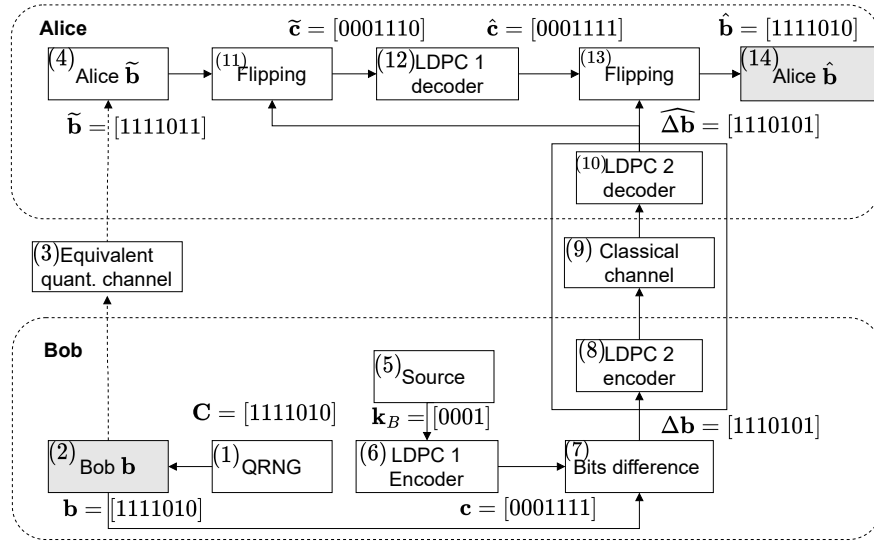 Alice
c̃ = [0001110]
ĉ = [0001111]
b̂ = [1111010]
(4) Alice b̃
(11) Flipping
(12) LDPC 1
decoder
(13) Flipping
(14) Alice b̂
b̃ = [1111011]
Δb̂ = [1110101]
(10) LDPC 2
decoder
(3) Equivalent
quant. channel
(9) Classical
channel
Bob
(8) LDPC 2
encoder
(5) Source
C = [1111010]
k_B = [0001]
Δb = [1110101]
(2) Bob b
(1) QRNG
(6) LDPC 1
Encoder
(7) Bits difference
b = [1111010]
c = [0001111]